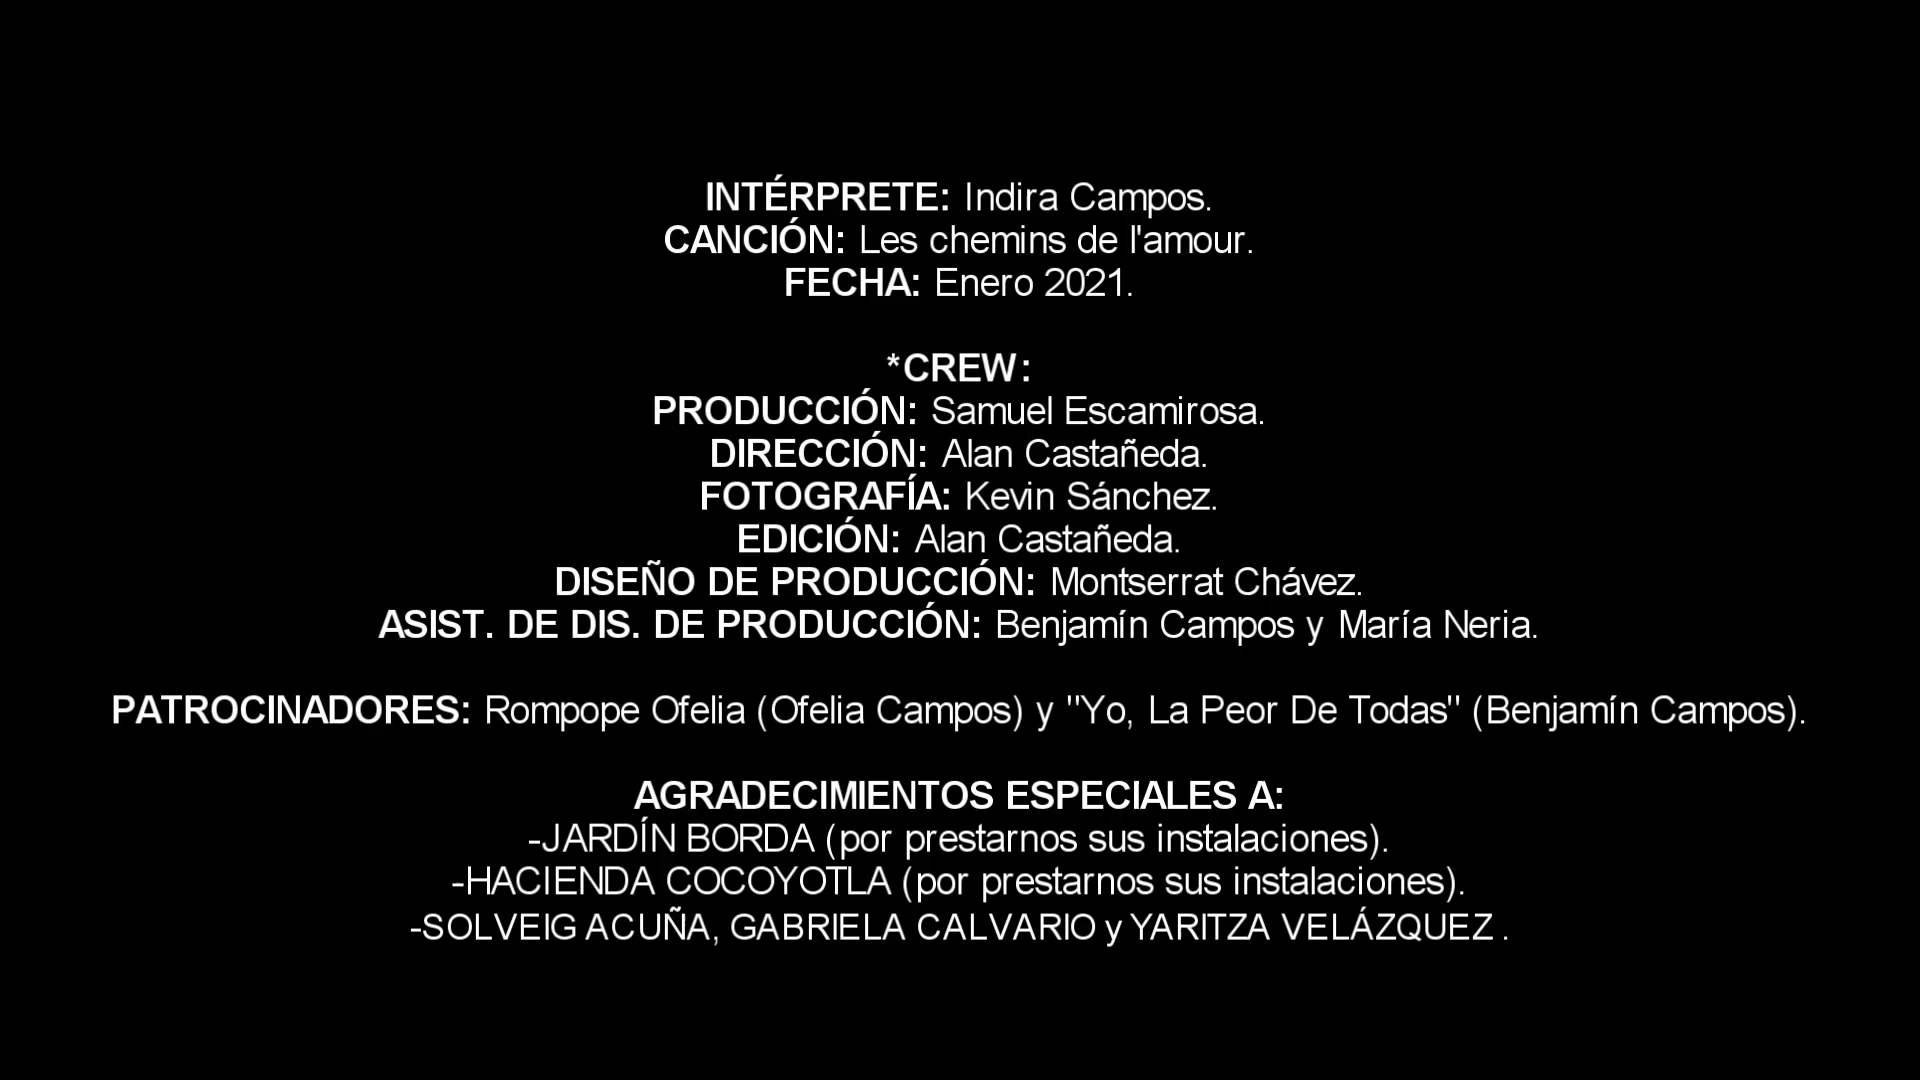 INTÉRPRETE: Indira Campos.
CANCIÓN: Les chemins de l'amour.
FECHA: Enero 2021.
*CREW:
PRODUCCIÓN: Samuel Escamirosa.
DIRECCIÓN: Alan Castañeda.
FOTOGRAFÍA: Kevin Sánchez.
EDICIÓN: Alan Castañeda.
DISEÑO DE PRODUCCIÓN: Montserrat Chávez.
ASIST. DE DIS. DE PRODUCCIÓN: Benjamín Campos y María Neria.
PATROCINADORES: Rompope Ofelia (Ofelia Campos) y "Yo, La Peor De Todas" (Benjamín Campos).
AGRADECIMIENTOS ESPECIALES A:
-JARDÍN BORDA (por prestarnos sus instalaciones).
-HACIENDA COCOYOTLA (por prestarnos sus instalaciones).
-SOLVEIG ACUÑA, GABRIELA CALVARIO y YARITZA VELÁZQUEZ .